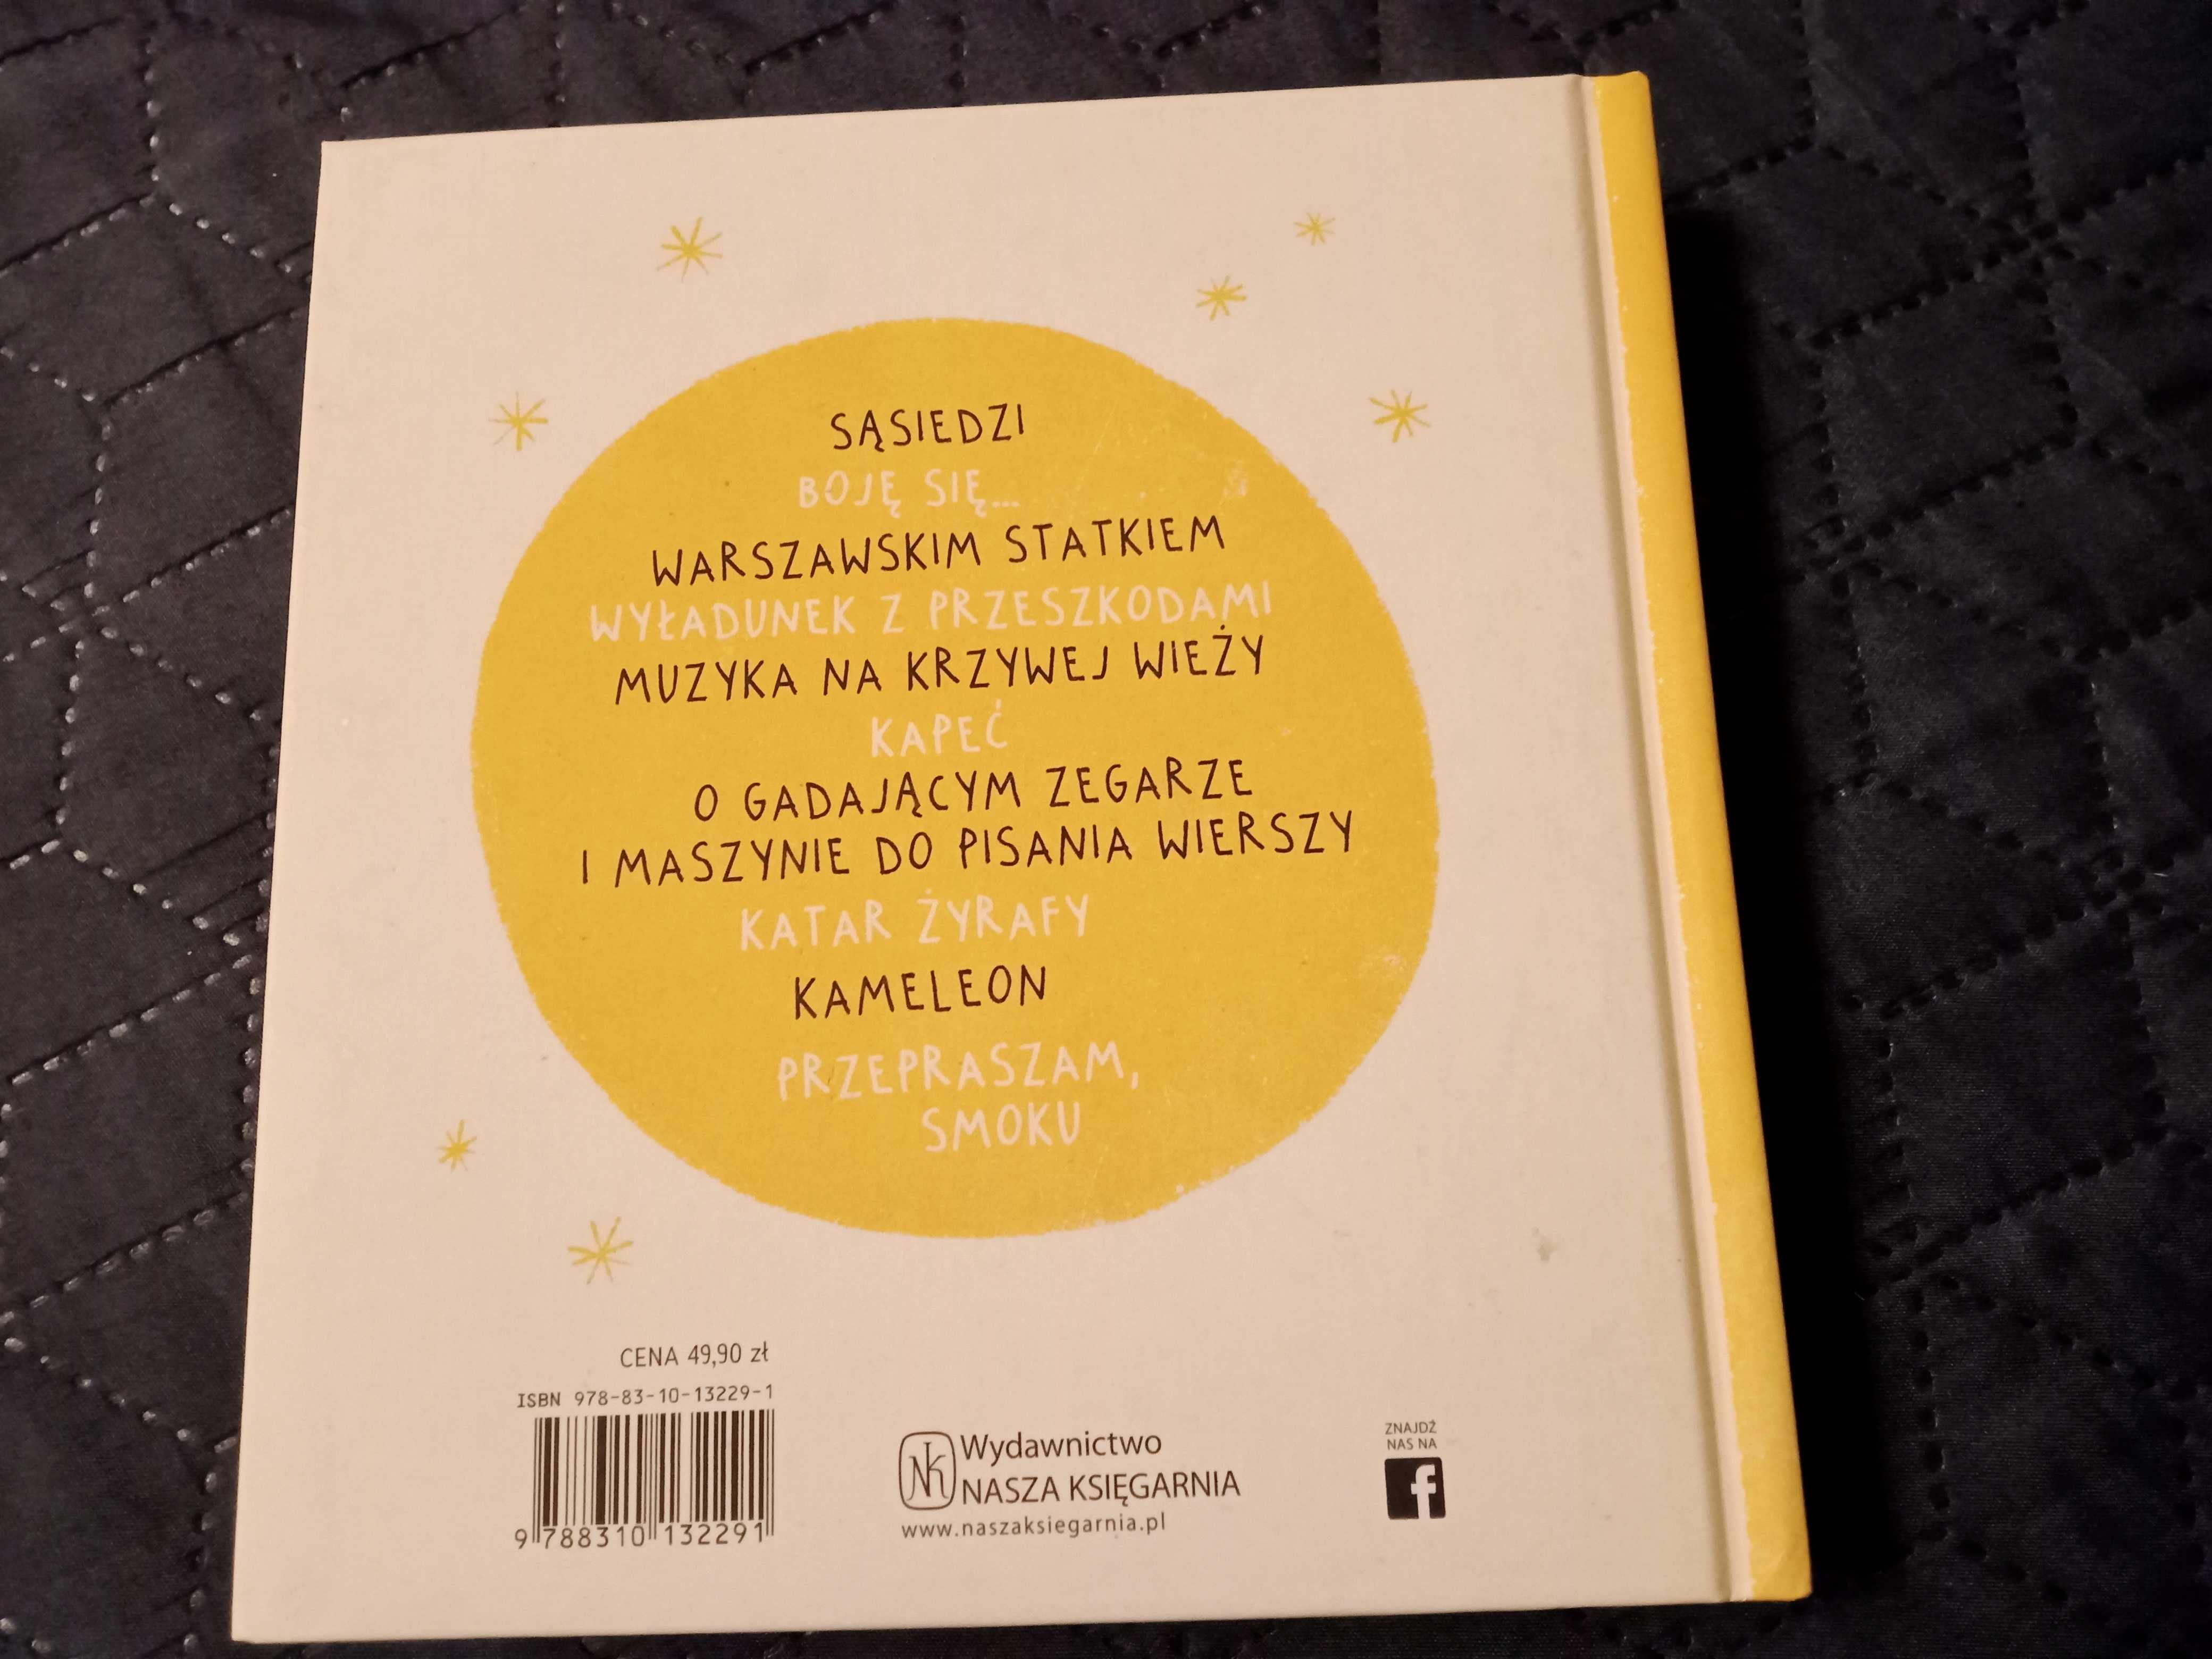 SĄSIEDZI
BOJĘ SIĘ...
WARSZAWSKIM STATKIEM
WYŁADUNEK Z PRZESZKODAMI
MUZYKA NA KRZYWEJ WIEŻY
KAPEĆ
O GADAJĄCYM ZEGARZE
I MASZYNIE DO PISANIA WIERSZY
KATAR ŻYRAFY
KAMELEON
PRZEPRASZAM,
SMOKU
CENA 49,90 zł
ISBN 978-83-10-13229-1
9 788310 132291
NK
Wydawnictwo
NASZA KSIĘGARNIA
www.naszaksiegarnia.pl
ZNAJDŹ
NAS NA
f